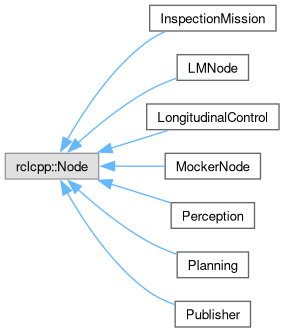 InspectionMission
LMNode
LongitudinalControl
rclcpp::Node
MockerNode
Perception
Planning
Publisher